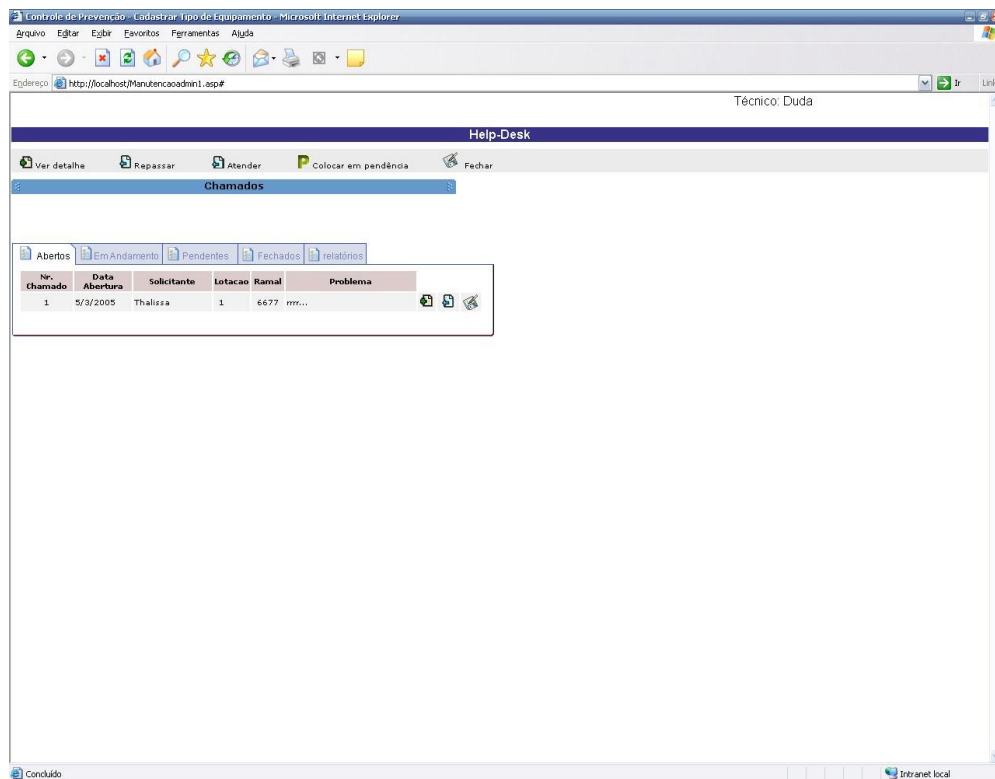 Controle de Prevenção - Cadastrar Tipo de Equipamento - Microsoft Internet Explorer
Arquivo Editar Exibir Favoritos Ferramentas Ajuda
Endereço http://localhost/Manutencaoadmin1.asp# Ir Link
Técnico: Duda
Help-Desk
Ver detalhe Repassar Atender P Colocar em pendência Fechar
Chamados
Abertos Em Andamento Pendentes Fechados relatórios
Nr. Chamado Data Abertura Solicitante Lotacao Ramal Problema
1 5/3/2005 Thalissa 1 6677 rrrr...
Concluído Intranet local